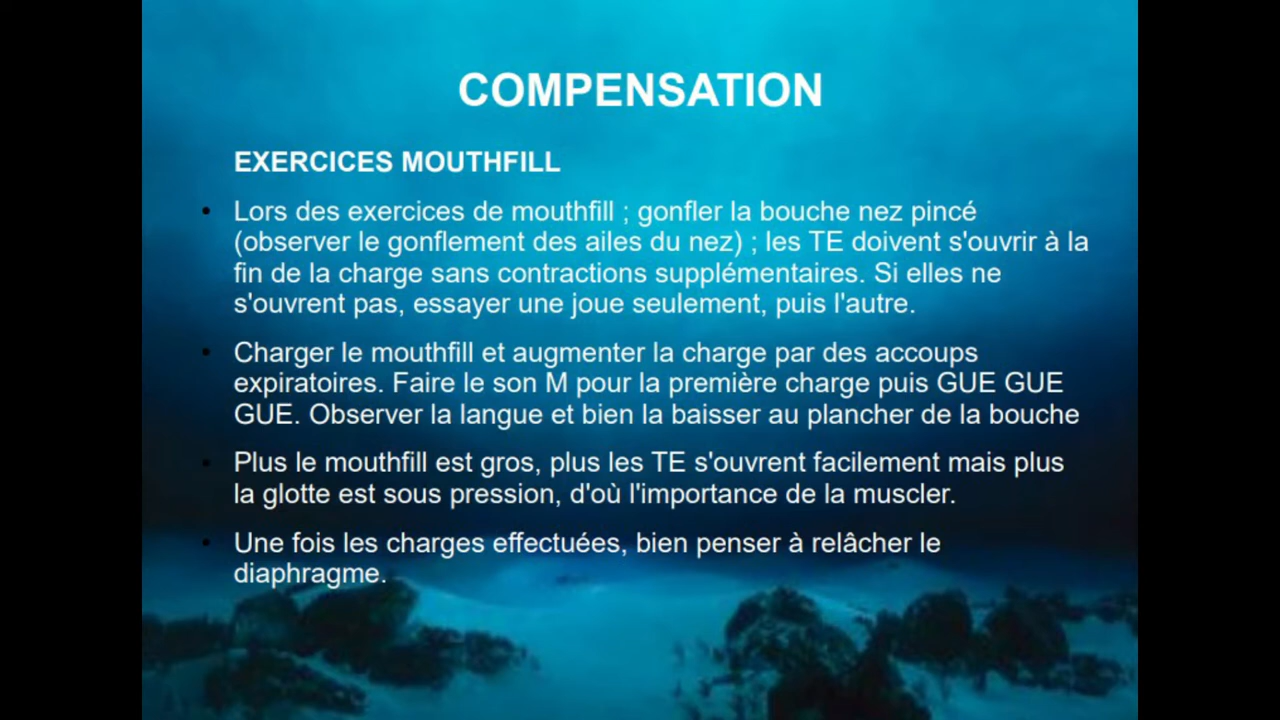 COMPENSATION
EXERCICES MOUTHFILL
• Lors des exercices de mouthfill ; gonfler la bouche nez pincé
(observer le gonflement des ailes du nez) ; les TE doivent s'ouvrir à la
fin de la charge sans contractions supplémentaires. Si elles ne
s'ouvrent pas, essayer une joue seulement, puis l'autre.
• Charger le mouthfill et augmenter la charge par des accoups
expiratoires. Faire le son M pour la première charge puis GUE GUE
GUE. Observer la langue et bien la baisser au plancher de la bouche
• Plus le mouthfill est gros, plus les TE s'ouvrent facilement mais plus
la glotte est sous pression, d'où l'importance de la muscler.
• Une fois les charges effectuées, bien penser à relâcher le
diaphragme.